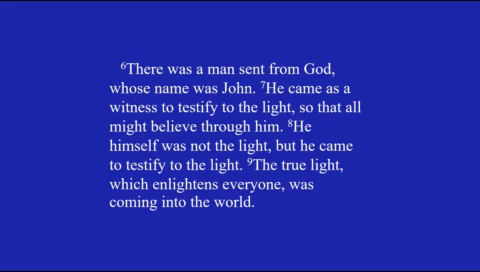 ⁶There was a man sent from God,
whose name was John. ⁷He came as a
witness to testify to the light, so that all
might believe through him. ⁸He
himself was not the light, but he came
to testify to the light. ⁹The true light,
which enlightens everyone, was
coming into the world.